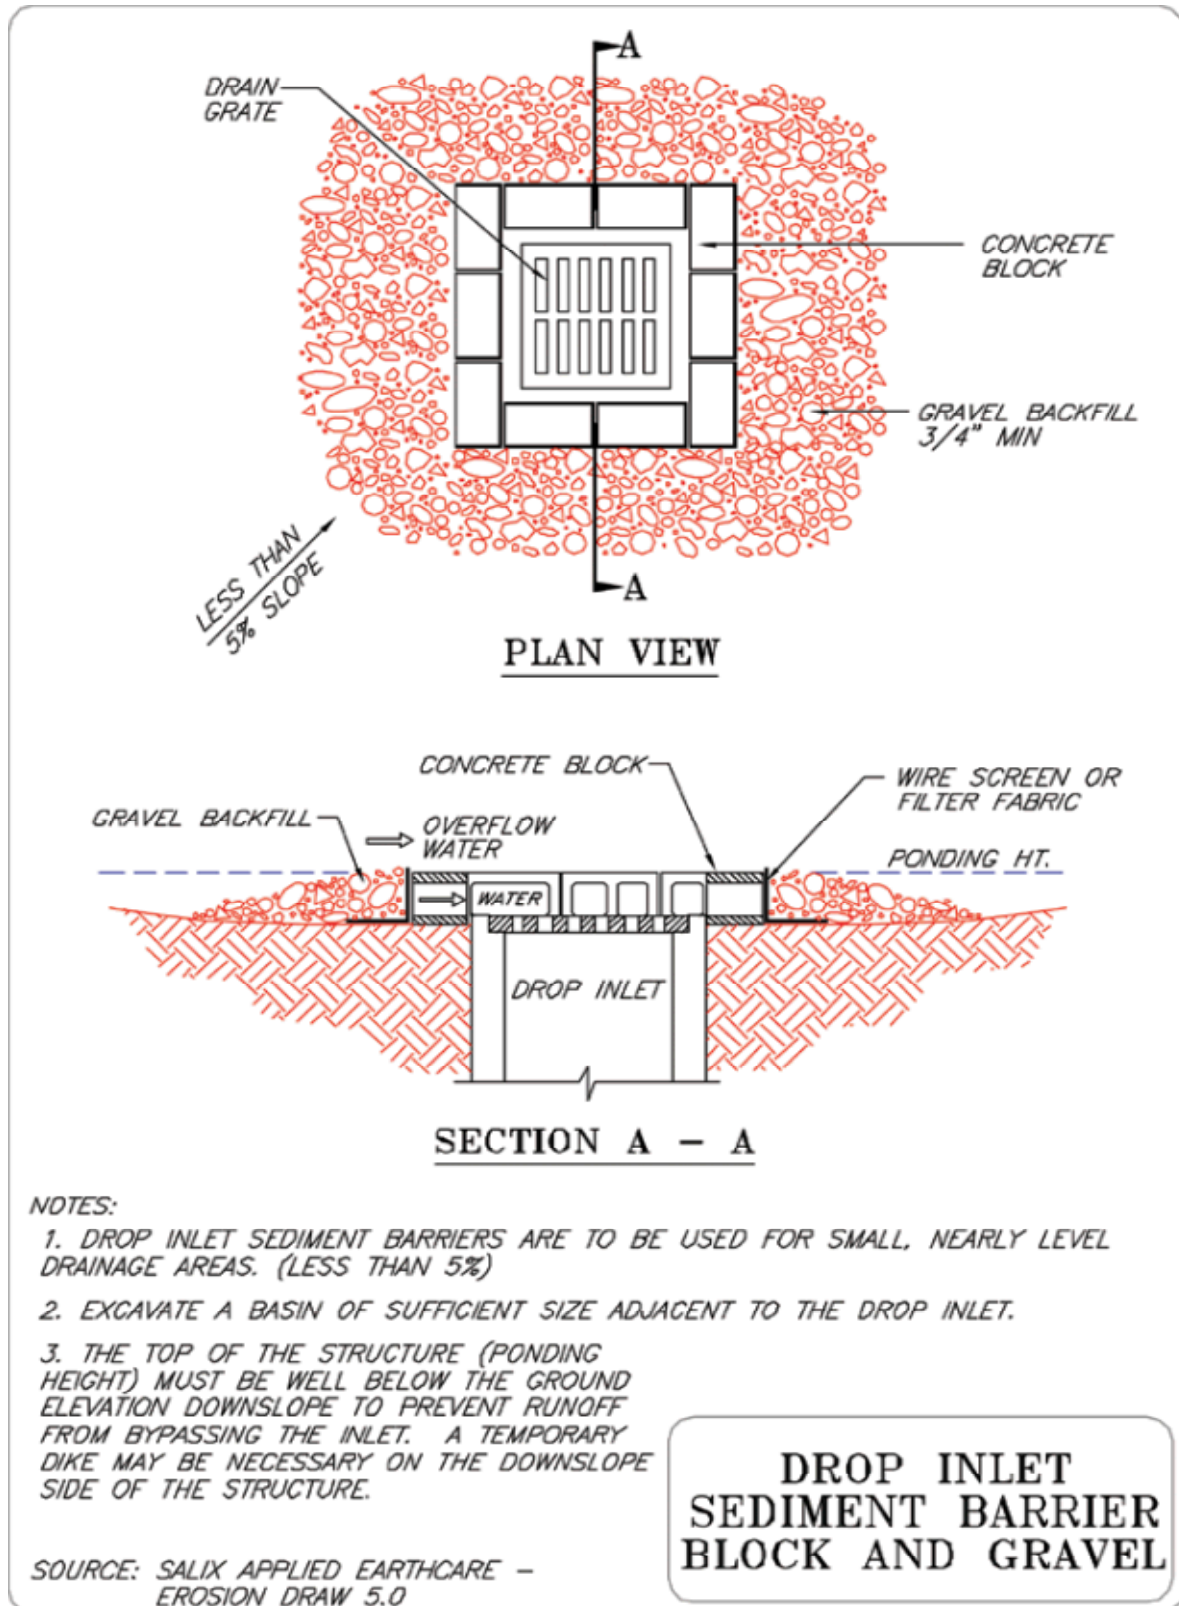 A
DRAIN
GRATE
CONCRETE
BLOCK
GRAVEL BACKFILL
3/4" MIN
LESS THAN
5% SLOPE
A
PLAN VIEW
CONCRETE BLOCK
WIRE SCREEN OR
FILTER FABRIC
GRAVEL BACKFILL
OVERFLOW
WATER
PONDING HT.
WATER
DROP INLET
SECTION A - A
NOTES:
1. DROP INLET SEDIMENT BARRIERS ARE TO BE USED FOR SMALL, NEARLY LEVEL
DRAINAGE AREAS. (LESS THAN 5%)
2. EXCAVATE A BASIN OF SUFFICIENT SIZE ADJACENT TO THE DROP INLET.
3. THE TOP OF THE STRUCTURE (PONDING
HEIGHT) MUST BE WELL BELOW THE GROUND
ELEVATION DOWNSLOPE TO PREVENT RUNOFF
FROM BYPASSING THE INLET. A TEMPORARY
DIKE MAY BE NECESSARY ON THE DOWNSLOPE
SIDE OF THE STRUCTURE.
SOURCE: SALIX APPLIED EARTHCARE -
EROSION DRAW 5.0
DROP INLET
SEDIMENT BARRIER
BLOCK AND GRAVEL